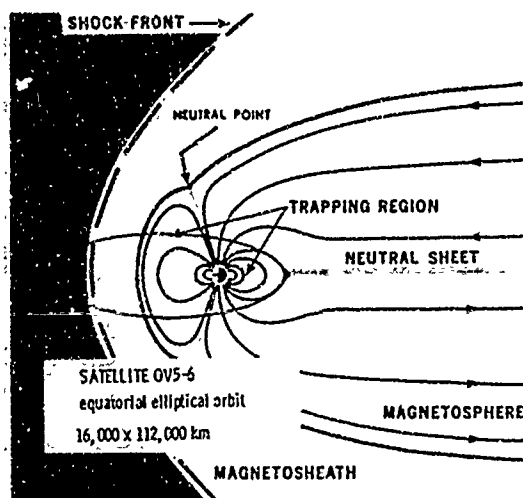 SHOCK-FRONT
NEUTRAL POINT
TRAPPING REGION
NEUTRAL SHEET
SATELLITE OV5-6
equatorial elliptical orbit
16,000 x 112,000 km
MAGNETOSPHERE
MAGNETOSHEATH